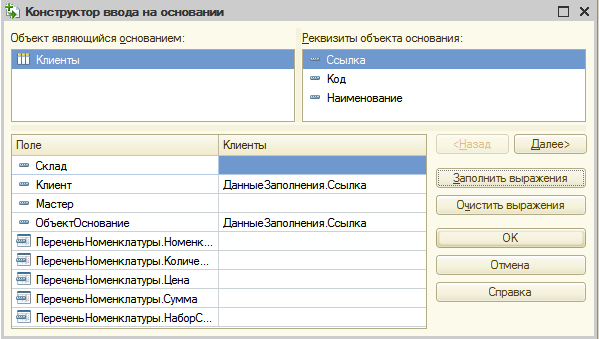 Конструктор ввода на основании
Объект являющийся основанием:
Клиенты
Реквизиты объекта основания:
Ссылка
Код
Наименование
Поле Клиенты
Склад
Клиент ДанныеЗаполнения.Ссылка
Мастер
ОбъектОснование ДанныеЗаполнения.Ссылка
ПереченьНоменклатуры.Номенк...
ПереченьНоменклатуры.Количе...
ПереченьНоменклатуры.Цена
ПереченьНоменклатуры.Сумма
ПереченьНоменклатуры.НаборС...
<Назад Далее>
Заполнить выражения
Очистить выражения
OK
Отмена
Справка